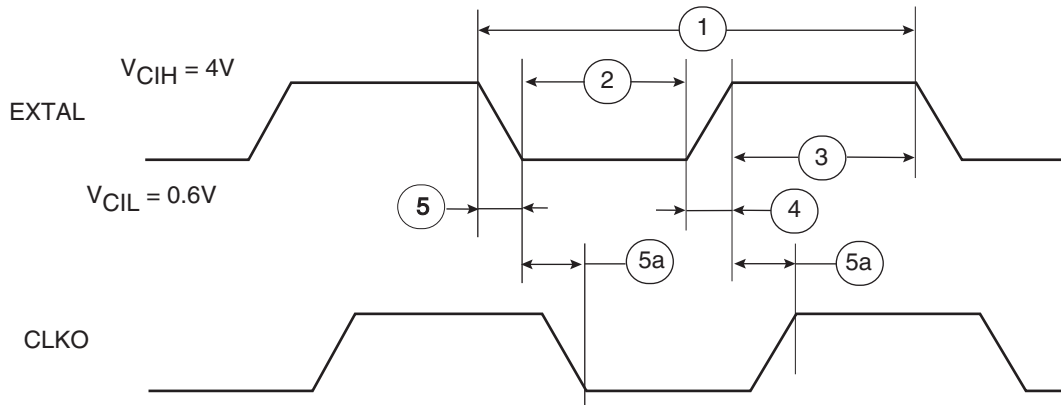 1
V_CIH = 4V
2
EXTAL
3
V_CIL = 0.6V
5
4
5a
5a
CLKO